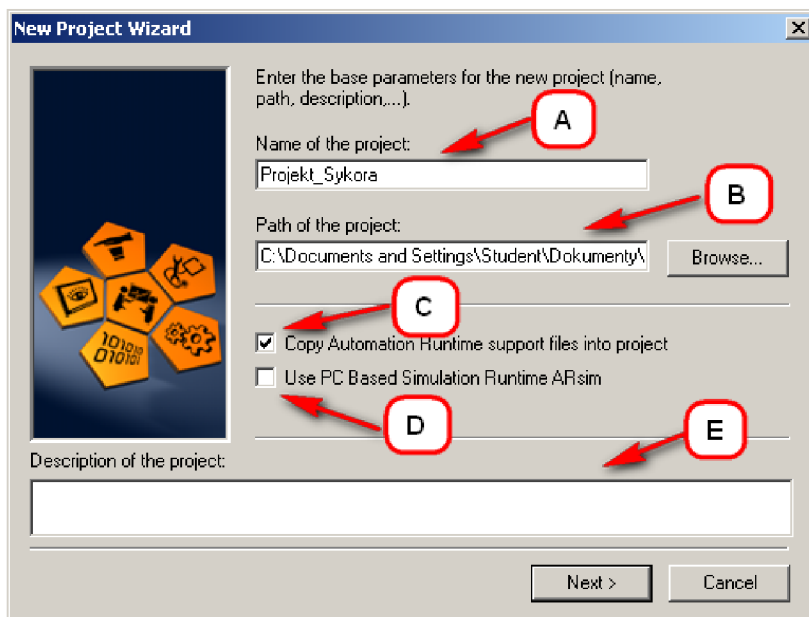 New Project Wizard
Enter the base parameters for the new project (name,
path, description,...).
A
Name of the project:
Projekt_Sykora
B
Path of the project:
C:\Documents and Settings\Student\Dokumenty\
Browse...
C
Copy Automation Runtime support files into project
Use PC Based Simulation Runtime ARsim
D
E
Description of the project:
101010
010101
Next >
Cancel